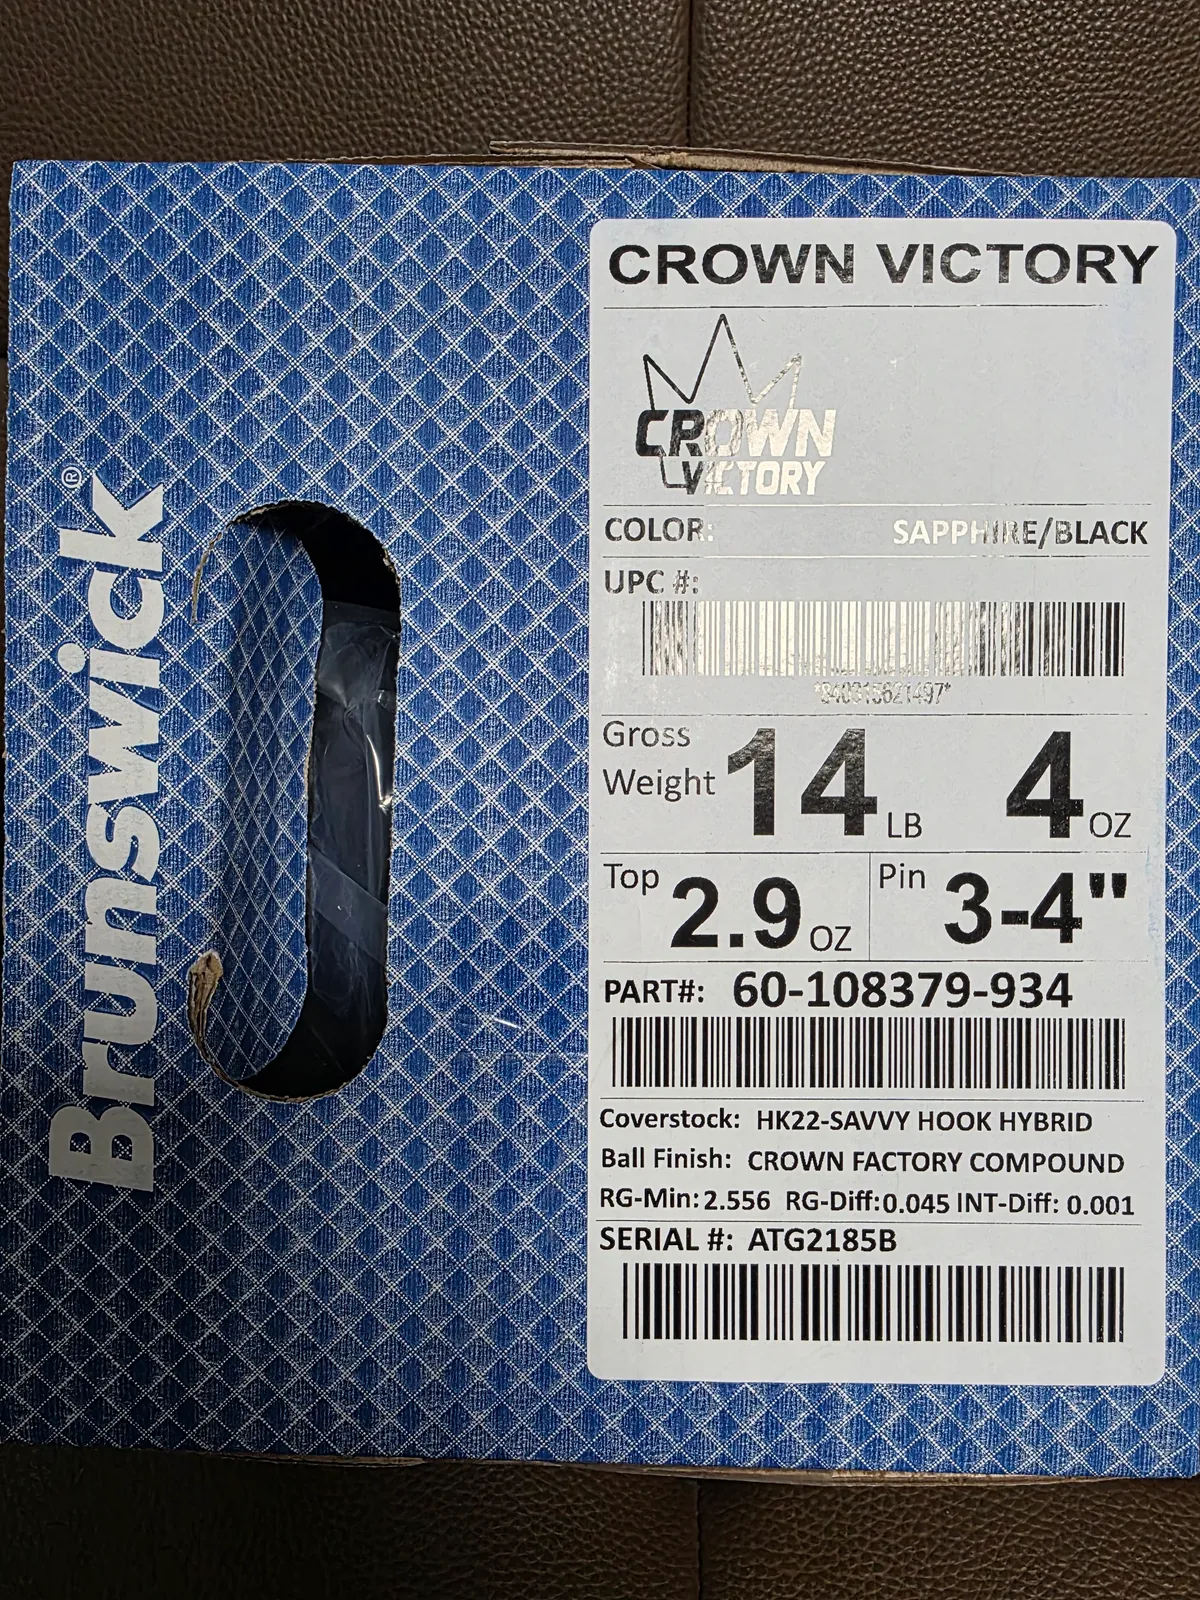 Brunswick®
CROWN VICTORY
CROWN
VICTORY
COLOR: SAPPHIRE/BLACK
UPC #:
*840015621497*
Gross
Weight 14 LB 4 OZ
Top 2.9 OZ Pin 3-4"
PART#: 60-108379-934
Coverstock: HK22-SAVVY HOOK HYBRID
Ball Finish: CROWN FACTORY COMPOUND
RG-Min: 2.556 RG-Diff: 0.045 INT-Diff: 0.001
SERIAL #: ATG2185B